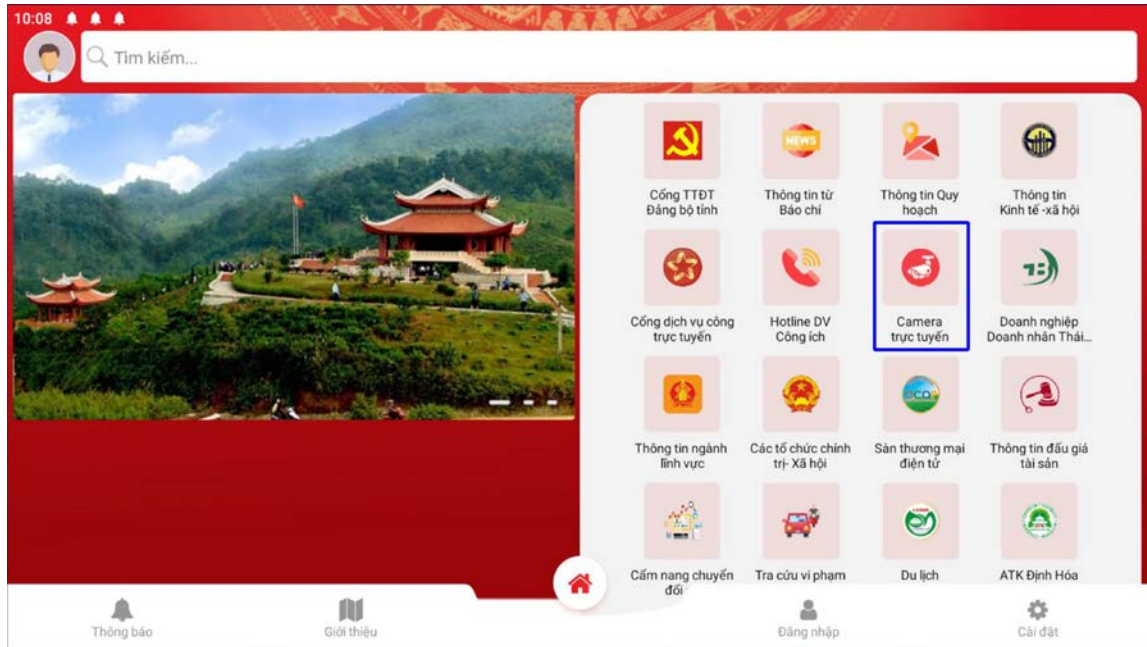 10:08
Tìm kiếm...
NEWS
Cổng TTĐT
Đảng bộ tỉnh
Thông tin từ
Báo chí
Thông tin Quy
hoạch
Thông tin
Kinh tế -xã hội
Cổng dịch vụ công
trực tuyến
Hotline DV
Công ích
Camera
trực tuyến
Doanh nghiệp
Doanh nhân Thái...
Thông tin ngành
lĩnh vực
Các tổ chức chính
trị- Xã hội
Sàn thương mại
điện tử
Thông tin đấu giá
tài sản
Cẩm nang chuyển
đổi
Tra cứu vi phạm
Du lịch
ATK Định Hóa
Thông báo
Giới thiệu
Đăng nhập
Cài đặt